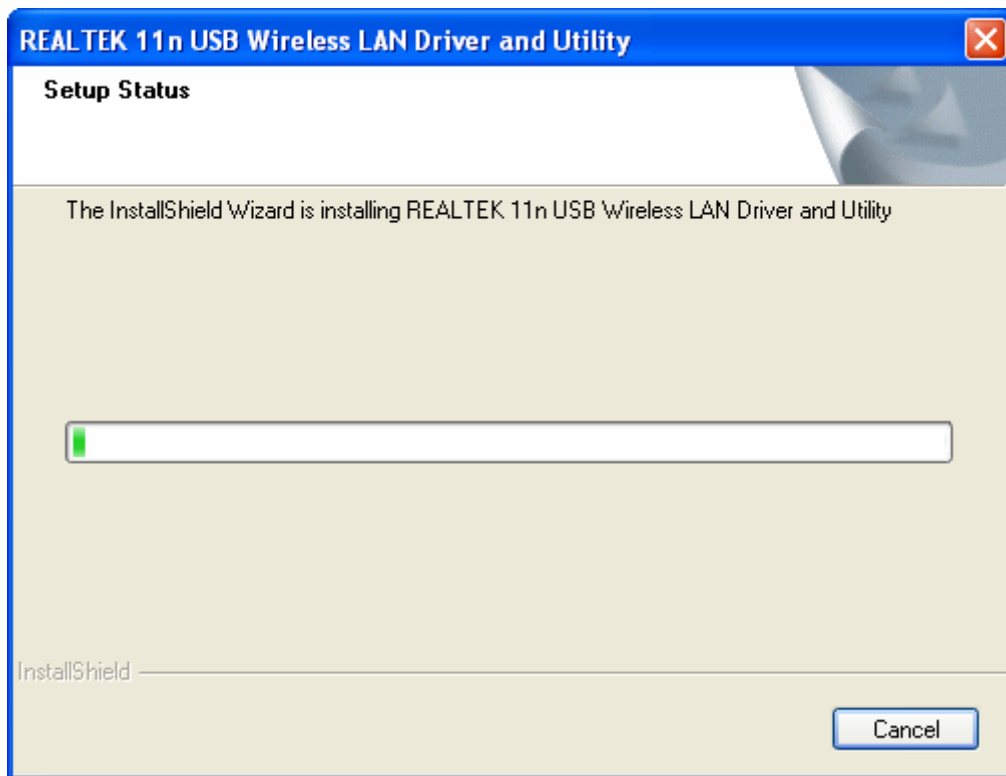 REALTEK 11n USB Wireless LAN Driver and Utility
Setup Status
The InstallShield Wizard is installing REALTEK 11n USB Wireless LAN Driver and Utility
InstallShield
Cancel